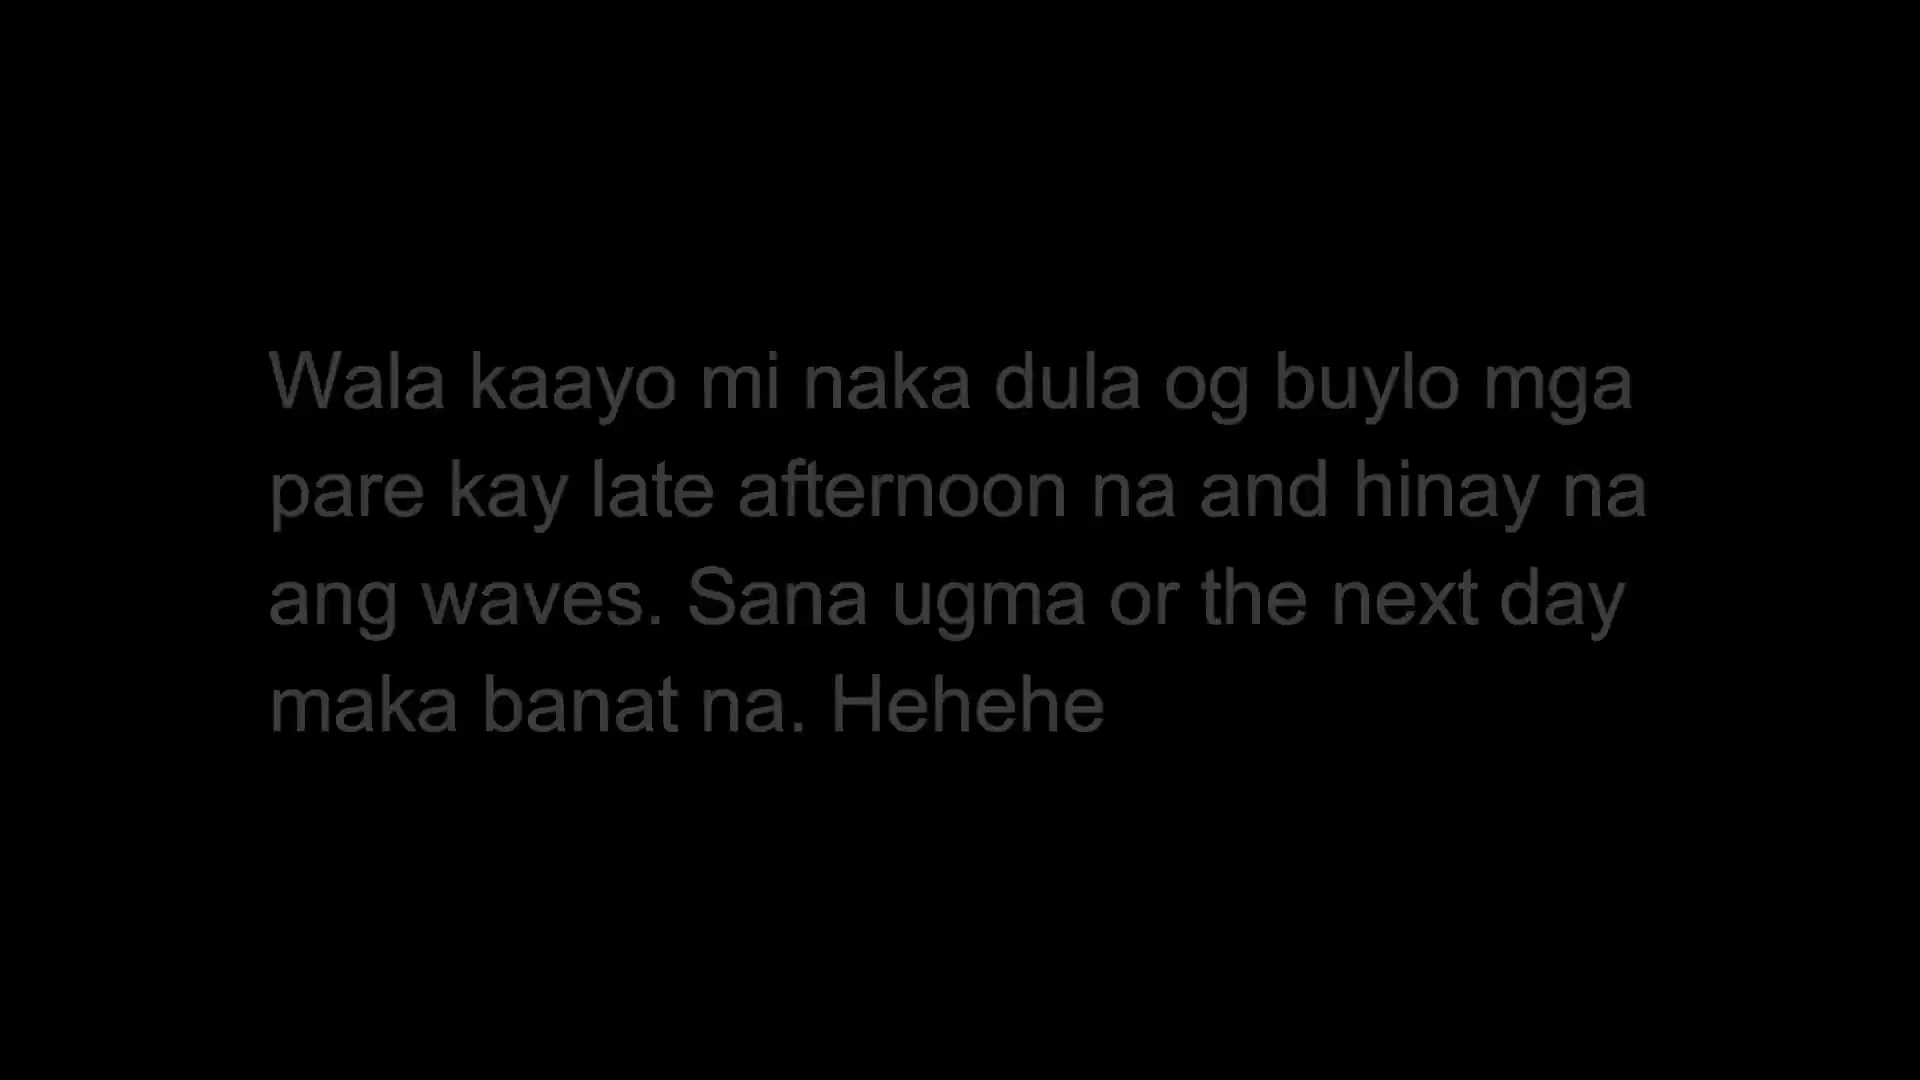 Wala kaayo mi naka dula og buylo mga
pare kay late afternoon na and hinay na
ang waves. Sana ugma or the next day
maka banat na. Hehehe